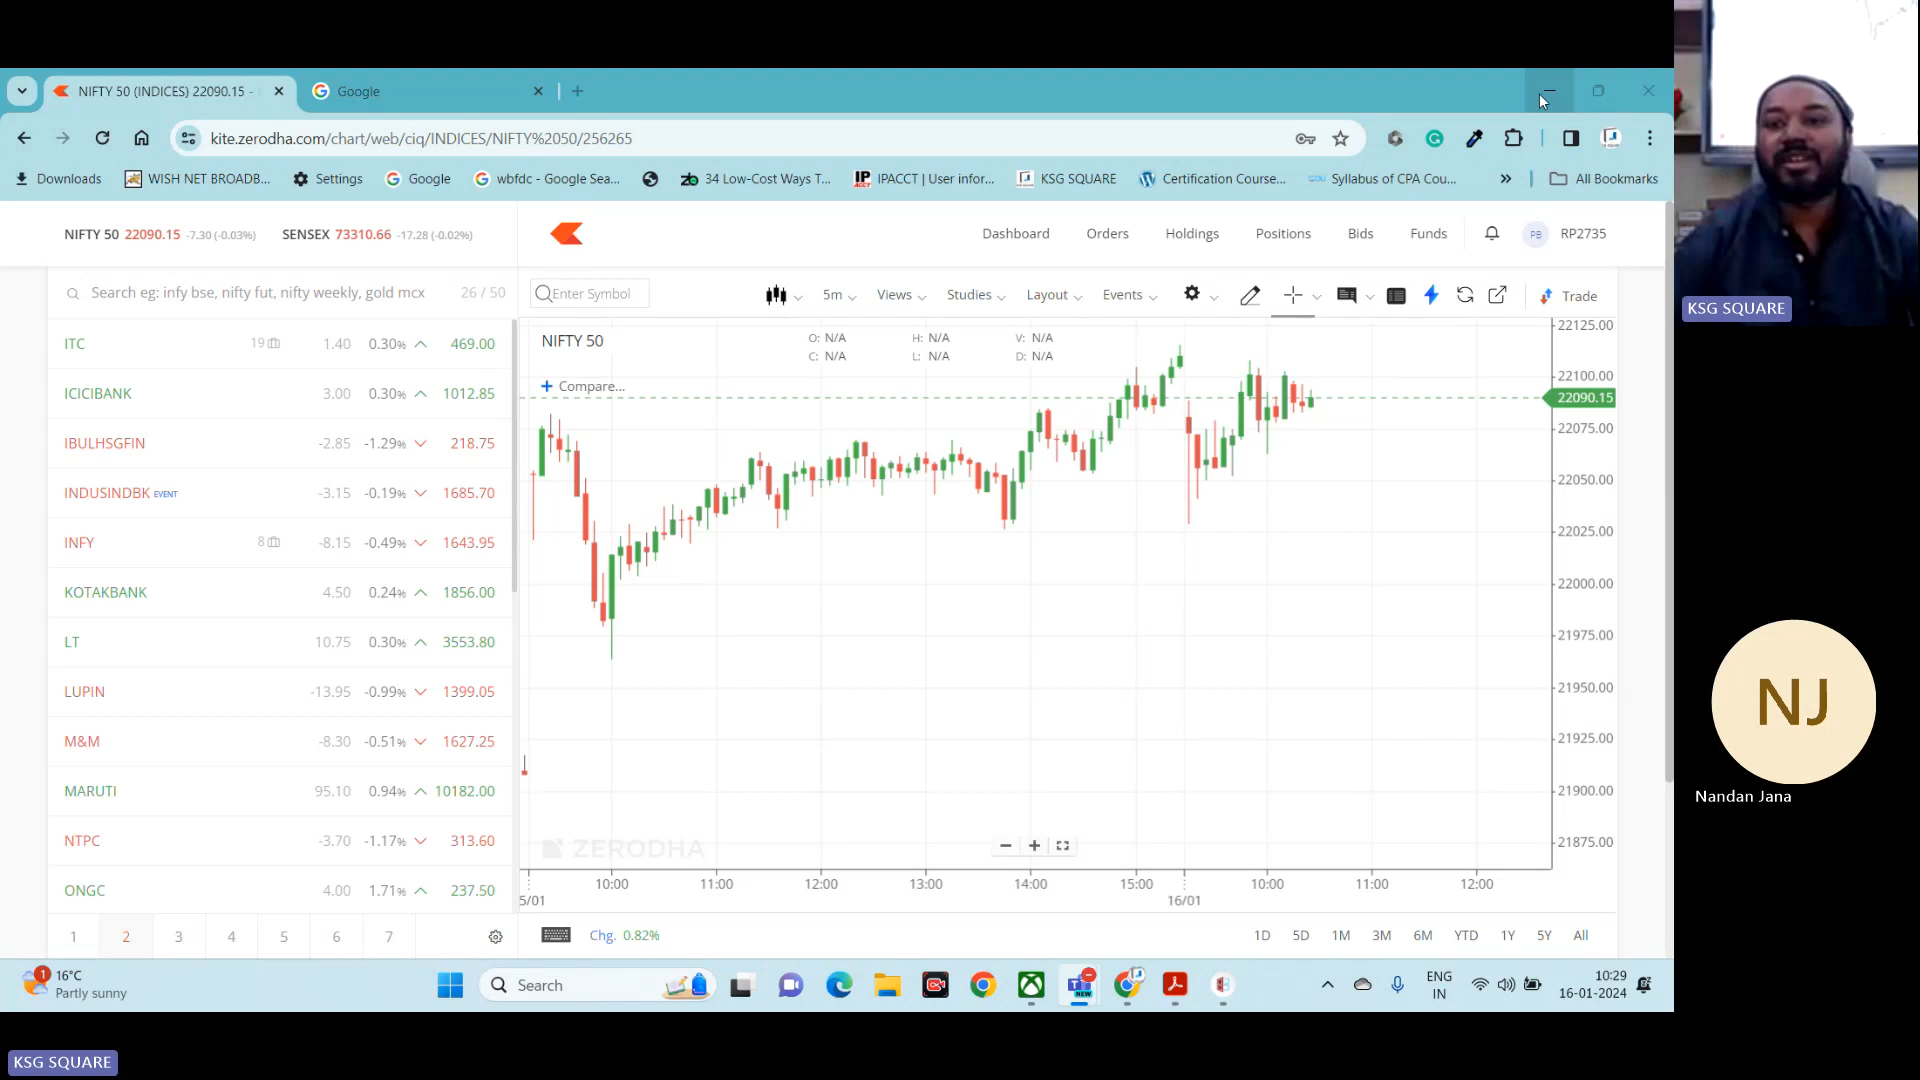 NIFTY 50 (INDICES) 22090.15 -
Google
kite.zerodha.com/chart/web/ciq/INDICES/NIFTY%2050/256265
Downloads
WISH NET BROADB...
Settings
Google
wbfdc - Google Sea...
34 Low-Cost Ways T...
IPACCT | User infor...
KSG SQUARE
Certification Course...
Syllabus of CPA Cou...
»
All Bookmarks
NIFTY 50 22090.15 -7.30 (-0.03%)
SENSEX 73310.66 -17.28 (-0.02%)
Dashboard
Orders
Holdings
Positions
Bids
Funds
PB
RP2735
KSG SQUARE
Search eg: infy bse, nifty fut, nifty weekly, gold mcx 26 / 50
Enter Symbol
5m
Views
Studies
Layout
Events
Trade
ITC 19 1.40 0.30% 469.00
ICICIBANK 3.00 0.30% 1012.85
IBULHSGFIN -2.85 -1.29% 218.75
INDUSINDBK EVENT -3.15 -0.19% 1685.70
INFY 8 -8.15 -0.49% 1643.95
KOTAKBANK 4.50 0.24% 1856.00
LT 10.75 0.30% 3553.80
LUPIN -13.95 -0.99% 1399.05
M&M -8.30 -0.51% 1627.25
MARUTI 95.10 0.94% 10182.00
NTPC -3.70 -1.17% 313.60
ONGC 4.00 1.71% 237.50
1 2 3 4 5 6 7
NIFTY 50
O: N/A H: N/A V: N/A
C: N/A L: N/A D: N/A
+ Compare...
22125.00
22100.00
22090.15
22075.00
22050.00
22025.00
22000.00
21975.00
21950.00
21925.00
21900.00
21875.00
ZERODHA
10:00 11:00 12:00 13:00 14:00 15:00 10:00 11:00 12:00
5/01 16/01
Chg. 0.82%
1D 5D 1M 3M 6M YTD 1Y 5Y All
NJ
Nandan Jana
1
16°C
Partly sunny
Search
NEW
ENG
IN
10:29
16-01-2024
KSG SQUARE